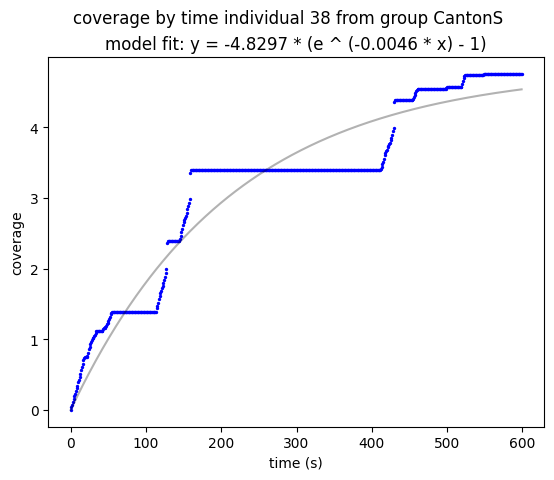 coverage by time individual 38 from group CantonS
model fit: y = -4.8297 * (e ^ (-0.0046 * x) - 1)
4
3
2
1
0
coverage
0 100 200 300 400 500 600
time (s)